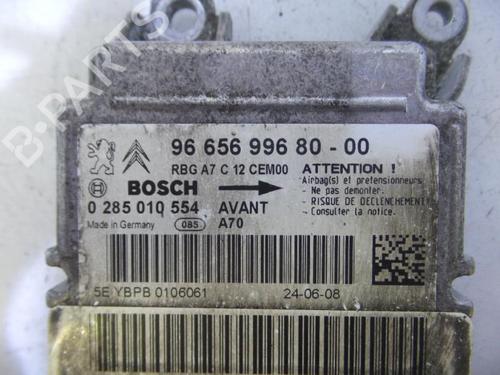 96 656 996 80 - 00
RBG A7 C 12 CEM00
ATTENTION !
Airbag(s) et pretensionneurs
- Ne pas demonter.
- RISQUE DE DECLENCHEMENT
- Consulter la notice.
BOSCH
0 285 010 554
AVANT
Made in Germany
085
A70
5E YBPB 0106061
24-06-08
B-PARTS